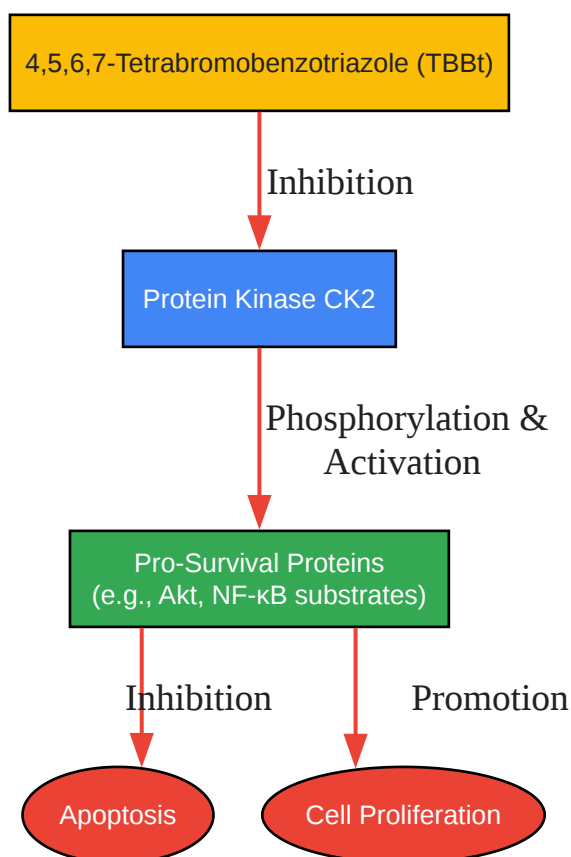 4,5,6,7-Tetrabromobenzotriazole (TBBt)
Inhibition
Protein Kinase CK2
Phosphorylation &
Activation
Pro-Survival Proteins
(e.g., Akt, NF-κB substrates)
Inhibition
Promotion
Apoptosis
Cell Proliferation